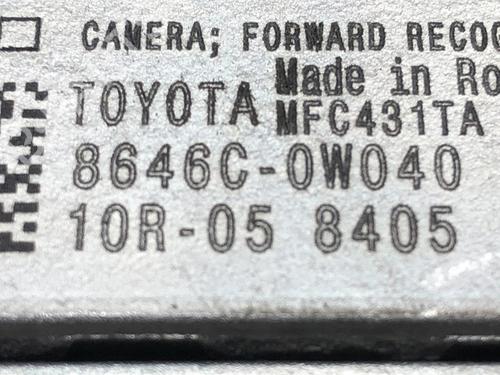 CAMERA; FORWARD RECOG
Made in Ro
TOYOTA
MFC431TA
8646C-0W040
10R-05 8405